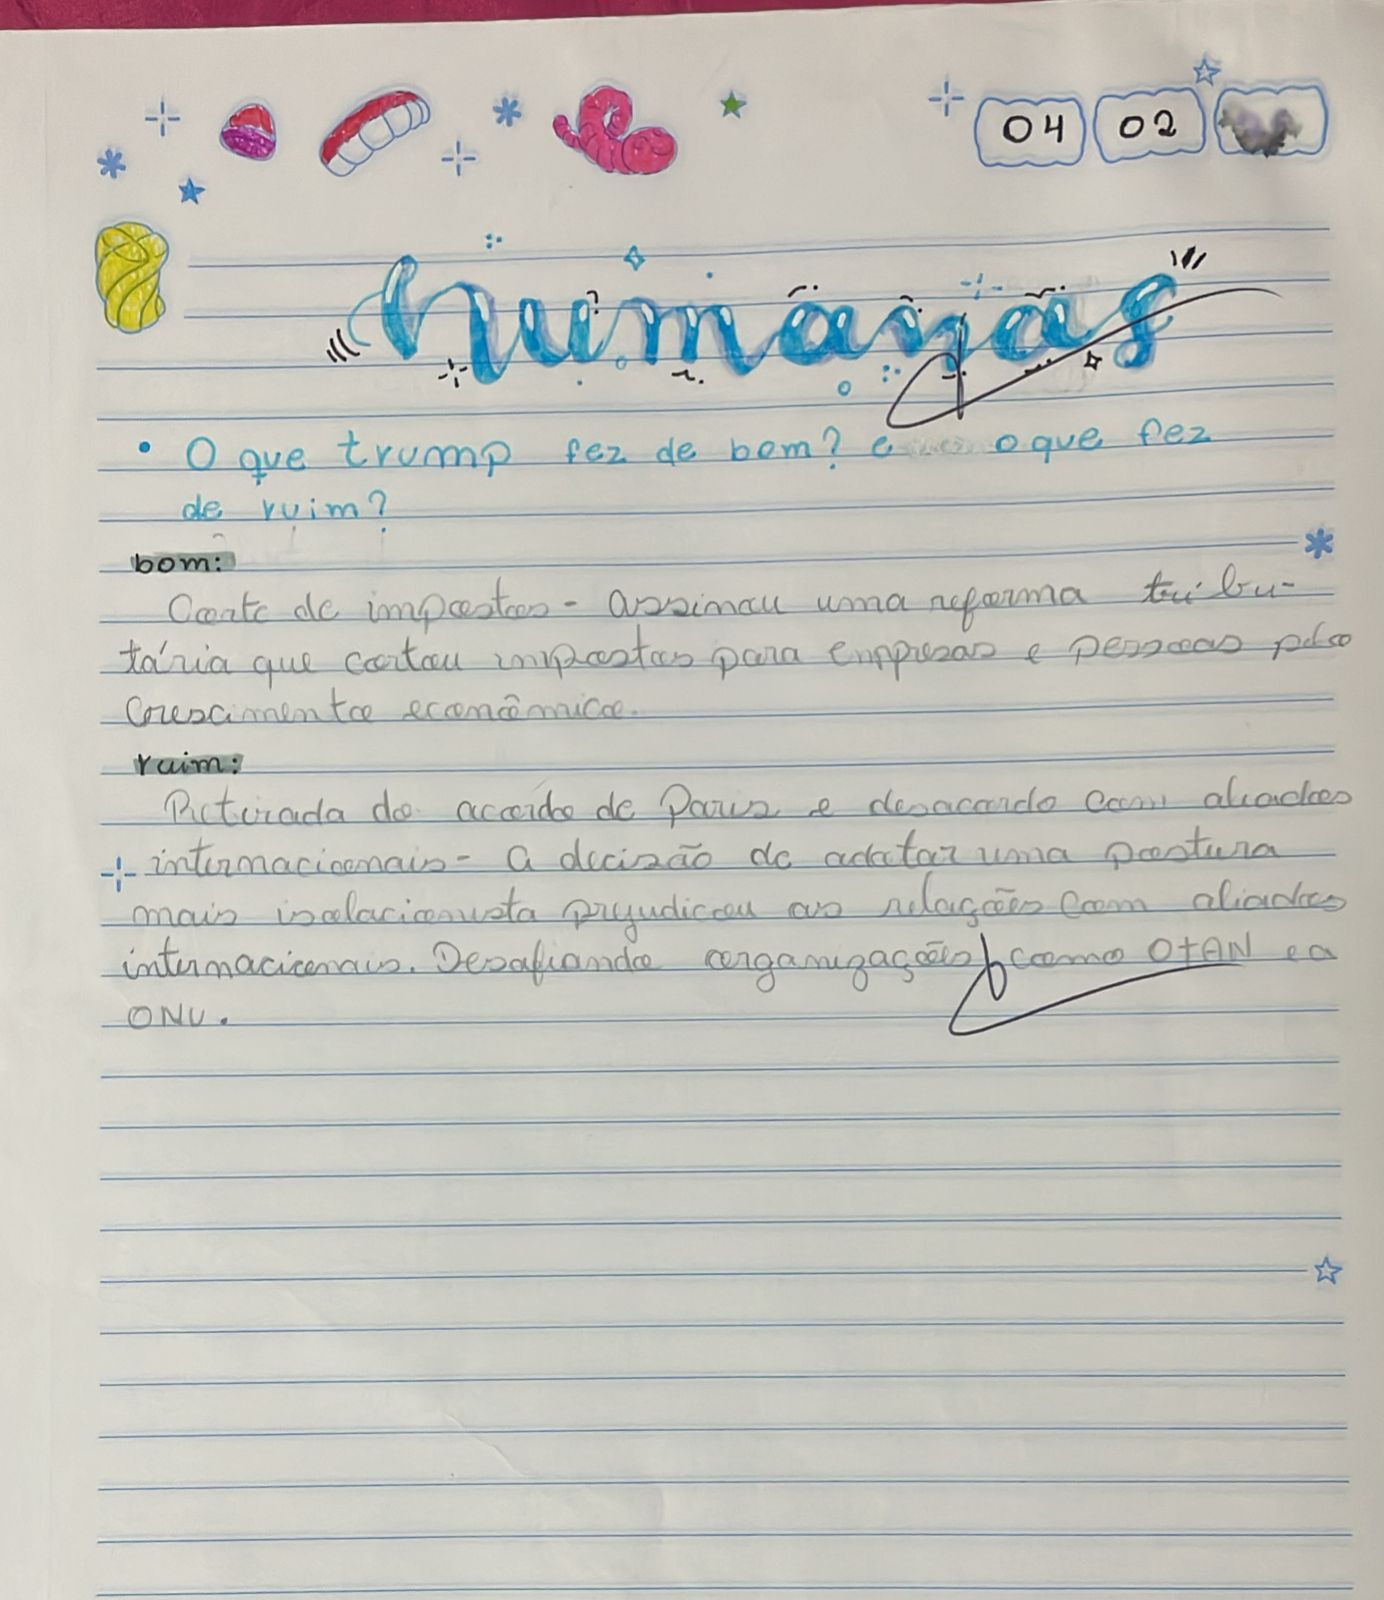 04 02
humanas
• O que trump fez de bom? e o que fez
de ruim?
bom:
Corte de impostos - assinou uma reforma tribu-
tária que cortou impostos para empresas e pessoas pelo
crescimento econômico.
ruim:
Retirada do acordo de Paris e desacordo com aliados
internacionais - a decisão de adotar uma postura
mais isolacionista prejudicou as relações com aliados
internacionais. Desafiando organizações como OTAN e a
ONU.